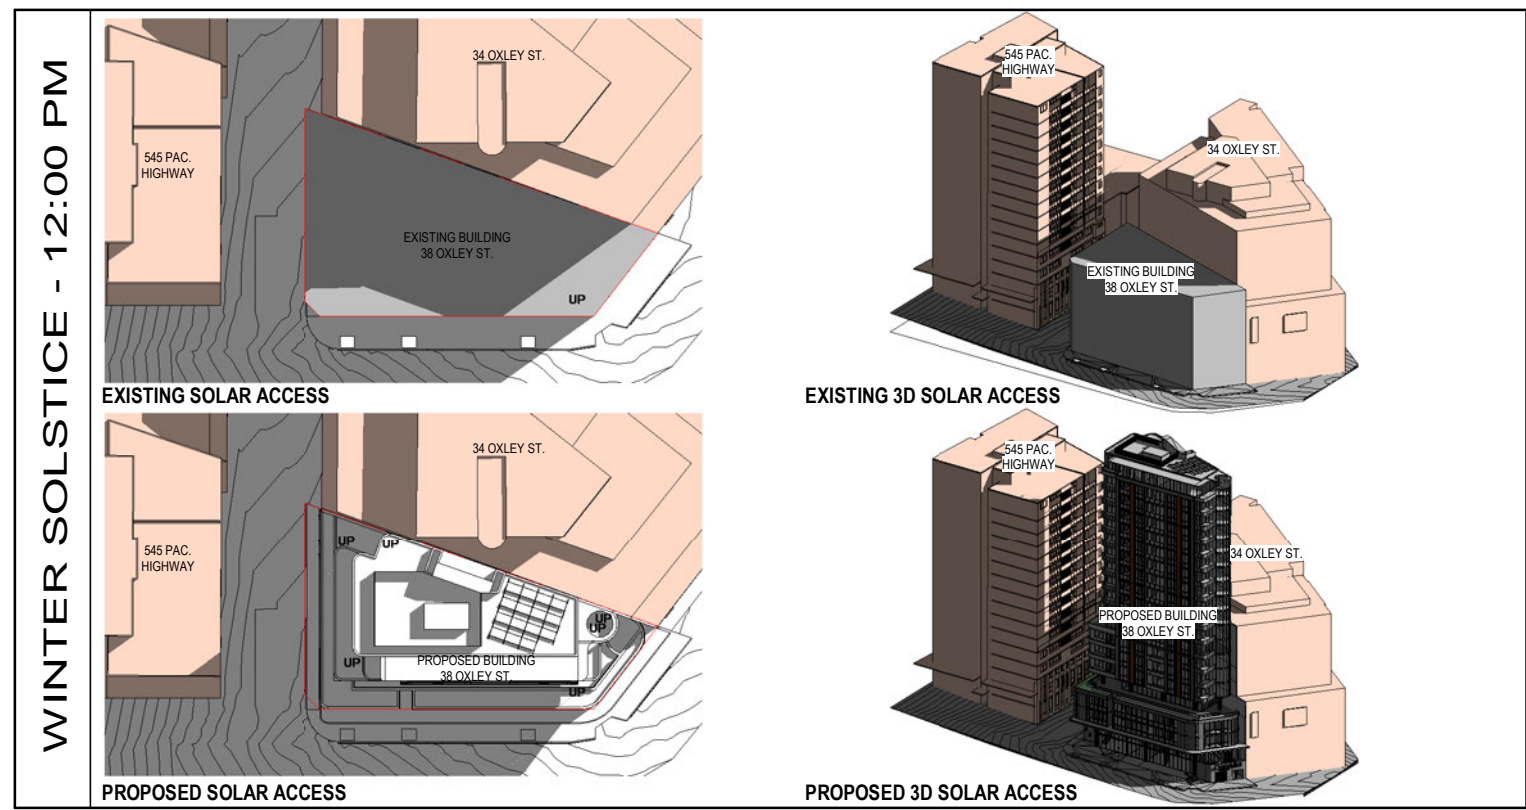 WINTER SOLSTICE - 12:00 PM
34 OXLEY ST.
545 PAC.
HIGHWAY
EXISTING BUILDING
38 OXLEY ST.
UP
EXISTING SOLAR ACCESS
545 PAC.
HIGHWAY
34 OXLEY ST.
EXISTING BUILDING
38 OXLEY ST.
EXISTING 3D SOLAR ACCESS
34 OXLEY ST.
545 PAC.
HIGHWAY
UP
UP
UP
UP
UP
PROPOSED BUILDING
38 OXLEY ST.
UP
PROPOSED SOLAR ACCESS
545 PAC.
HIGHWAY
34 OXLEY ST.
PROPOSED BUILDING
38 OXLEY ST.
PROPOSED 3D SOLAR ACCESS